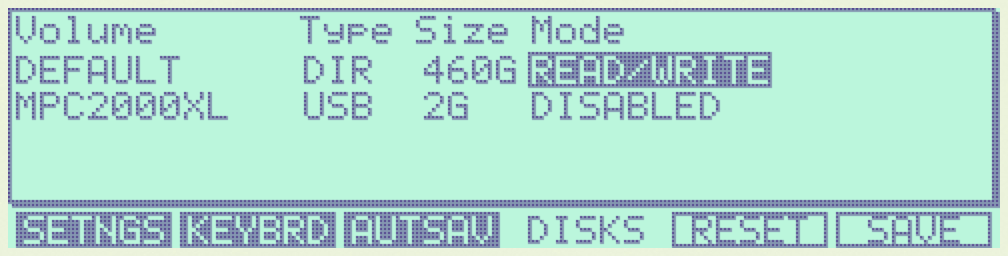 Volume Type Size Mode
DEFAULT DIR 460G READ/WRITE
MPC2000XL USB 2G DISABLED
SETNGS KEYBRD AUTSAV DISKS RESET SAVE